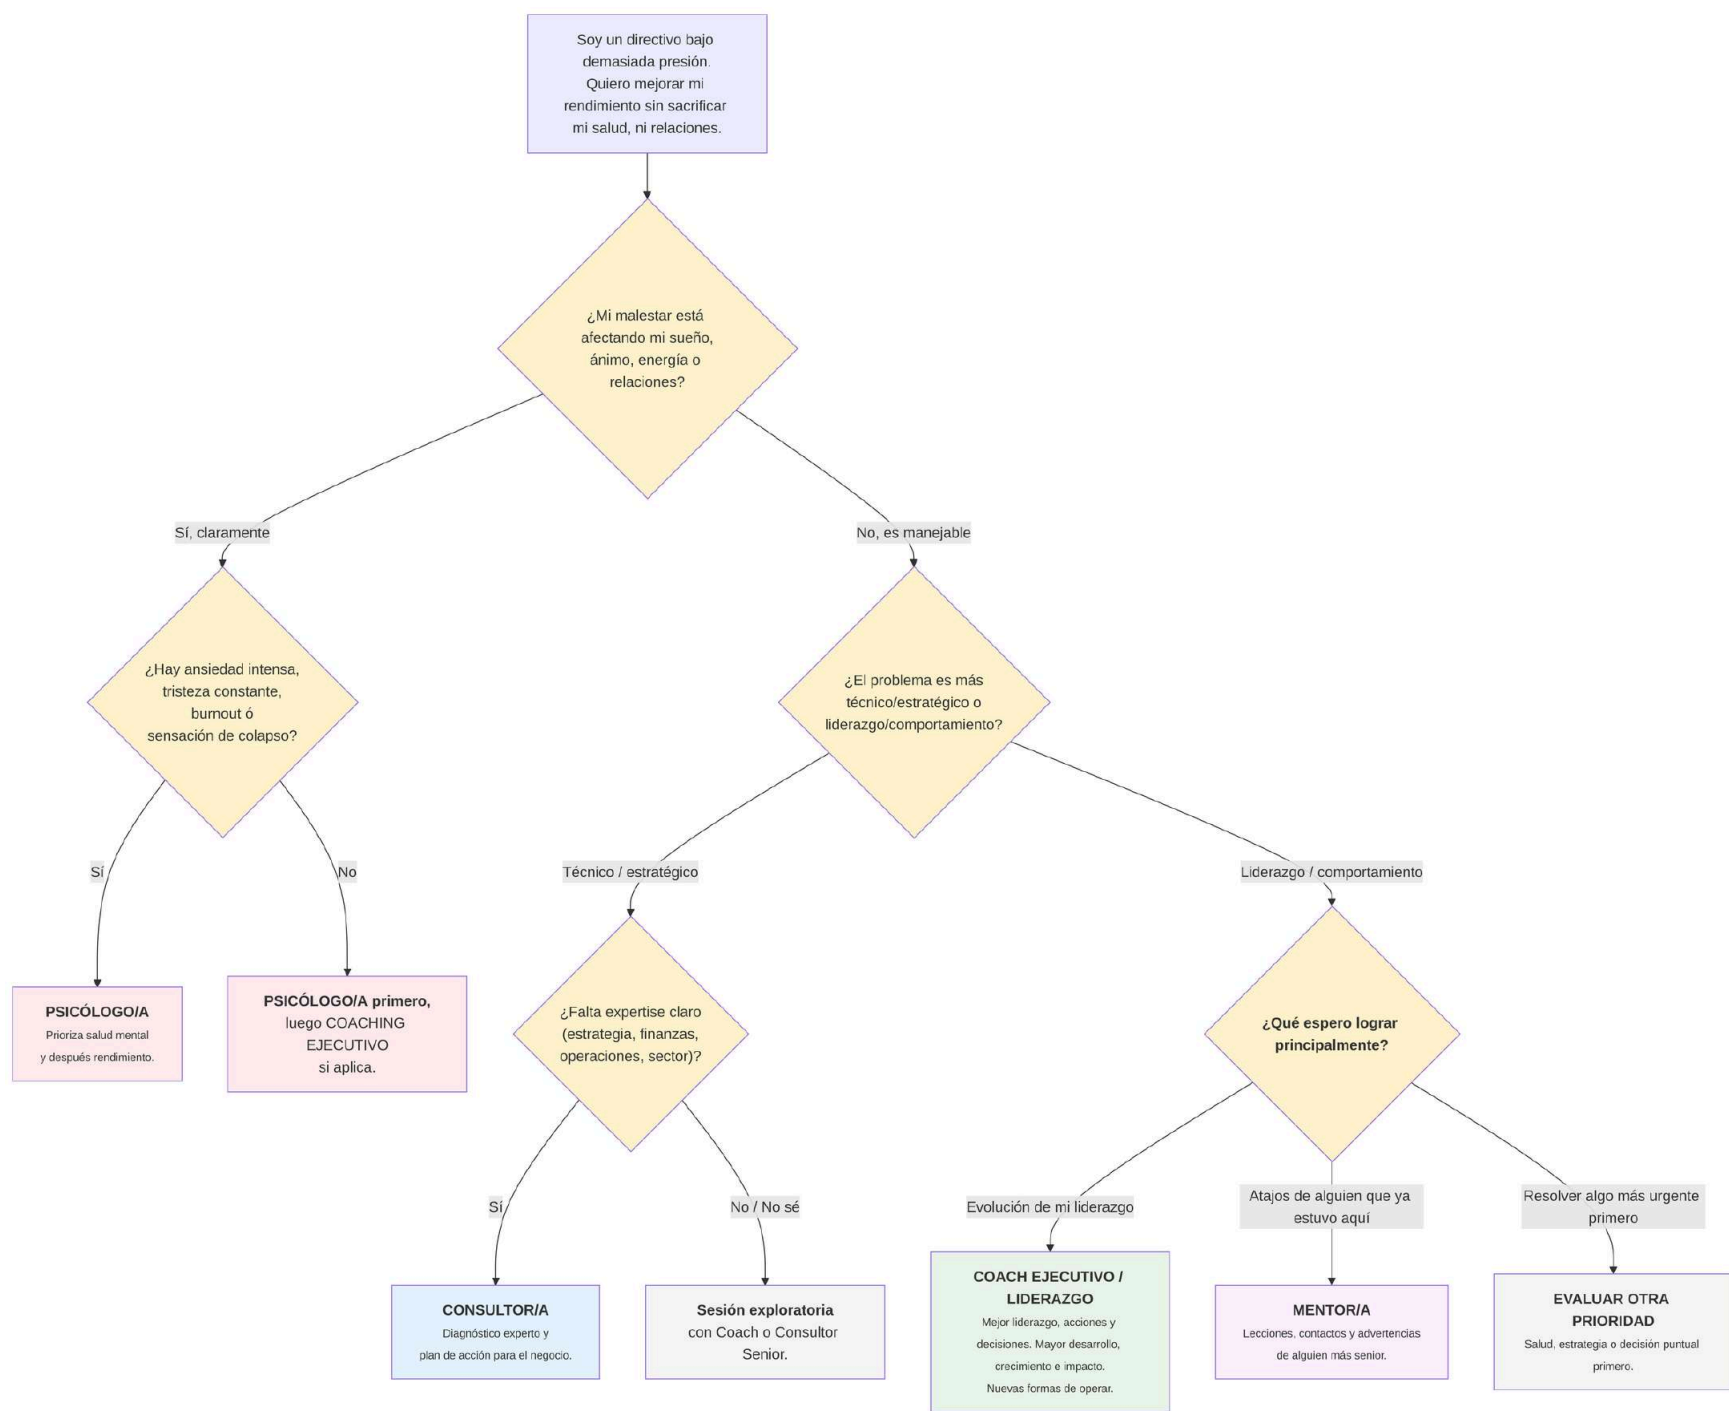 Soy un directivo bajo
demasiada presión.
Quiero mejorar mi
rendimiento sin sacrificar
mi salud, ni relaciones.
¿Mi malestar está
afectando mi sueño,
ánimo, energía o
relaciones?
Sí, claramente
No, es manejable
¿Hay ansiedad intensa,
tristeza constante,
burnout ó
sensación de colapso?
¿El problema es más
técnico/estratégico o
liderazgo/comportamiento?
Sí
No
Técnico / estratégico
Liderazgo / comportamiento
PSICÓLOGO/A
Prioriza salud mental
y después rendimiento.
PSICÓLOGO/A primero,
luego COACHING
EJECUTIVO
si aplica.
¿Falta expertise claro
(estrategia, finanzas,
operaciones, sector)?
¿Qué espero lograr
principalmente?
Sí
No / No sé
Evolución de mi liderazgo
Atajos de alguien que ya
estuvo aquí
Resolver algo más urgente
primero
CONSULTOR/A
Diagnóstico experto y
plan de acción para el negocio.
Sesión exploratoria
con Coach o Consultor
Senior.
COACH EJECUTIVO /
LIDERAZGO
Mejor liderazgo, acciones y
decisiones. Mayor desarrollo,
crecimiento e impacto.
Nuevas formas de operar.
MENTOR/A
Lecciones, contactos y advertencias
de alguien más senior.
EVALUAR OTRA
PRIORIDAD
Salud, estrategia o decisión puntual
primero.